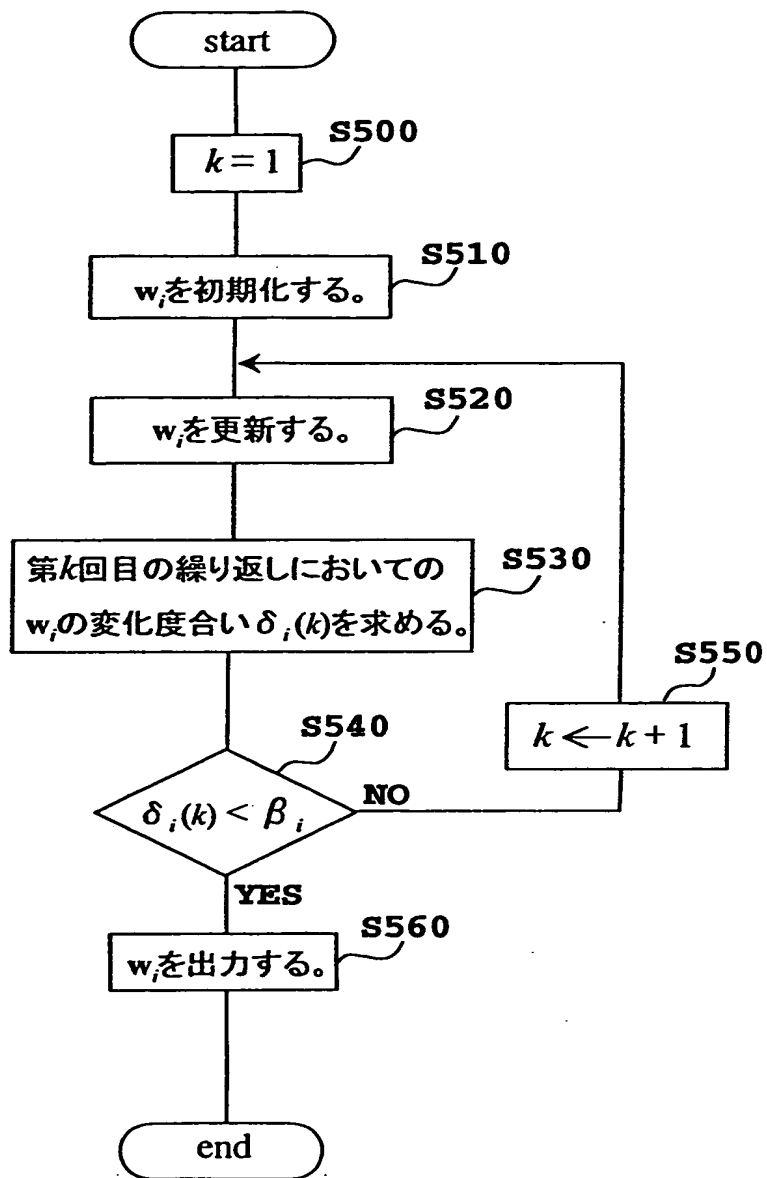 start
S500
k = 1
S510
wᵢを初期化する。
S520
wᵢを更新する。
S530
第k回目の繰り返しにおいての
wᵢの変化度合いδᵢ(k)を求める。
S540
δᵢ(k) < βᵢ
NO
S550
k ← k + 1
YES
S560
wᵢを出力する。
end